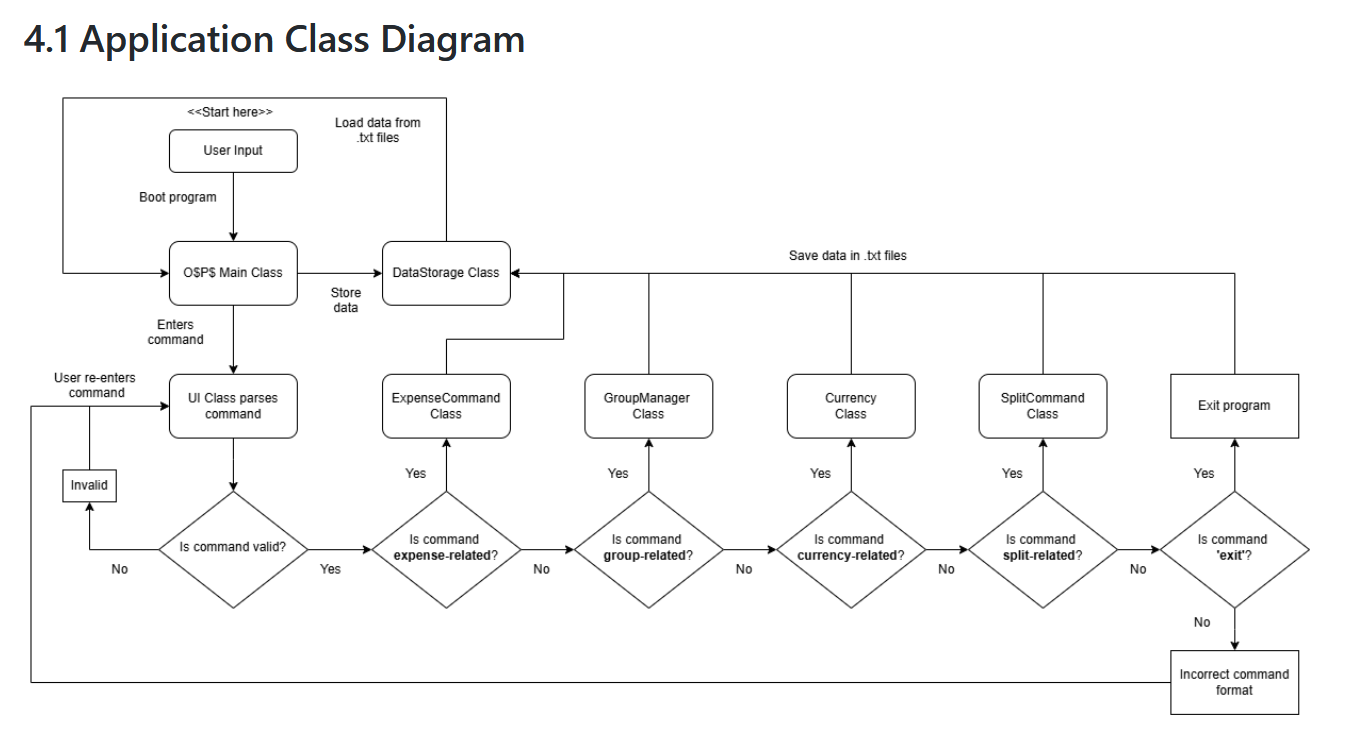 4.1 Application Class Diagram
<<Start here>>
Load data from
.txt files
User Input
Boot program
O$P$ Main Class
DataStorage Class
Save data in .txt files
Store
data
Enters
command
User re-enters
command
UI Class parses
command
ExpenseCommand
Class
GroupManager
Class
Currency
Class
SplitCommand
Class
Exit program
Invalid
Yes
Yes
Yes
Yes
Yes
Is command valid?
Is command
expense-related?
Is command
group-related?
Is command
currency-related?
Is command
split-related?
Is command
'exit'?
No
Yes
No
No
No
No
No
Incorrect command
format